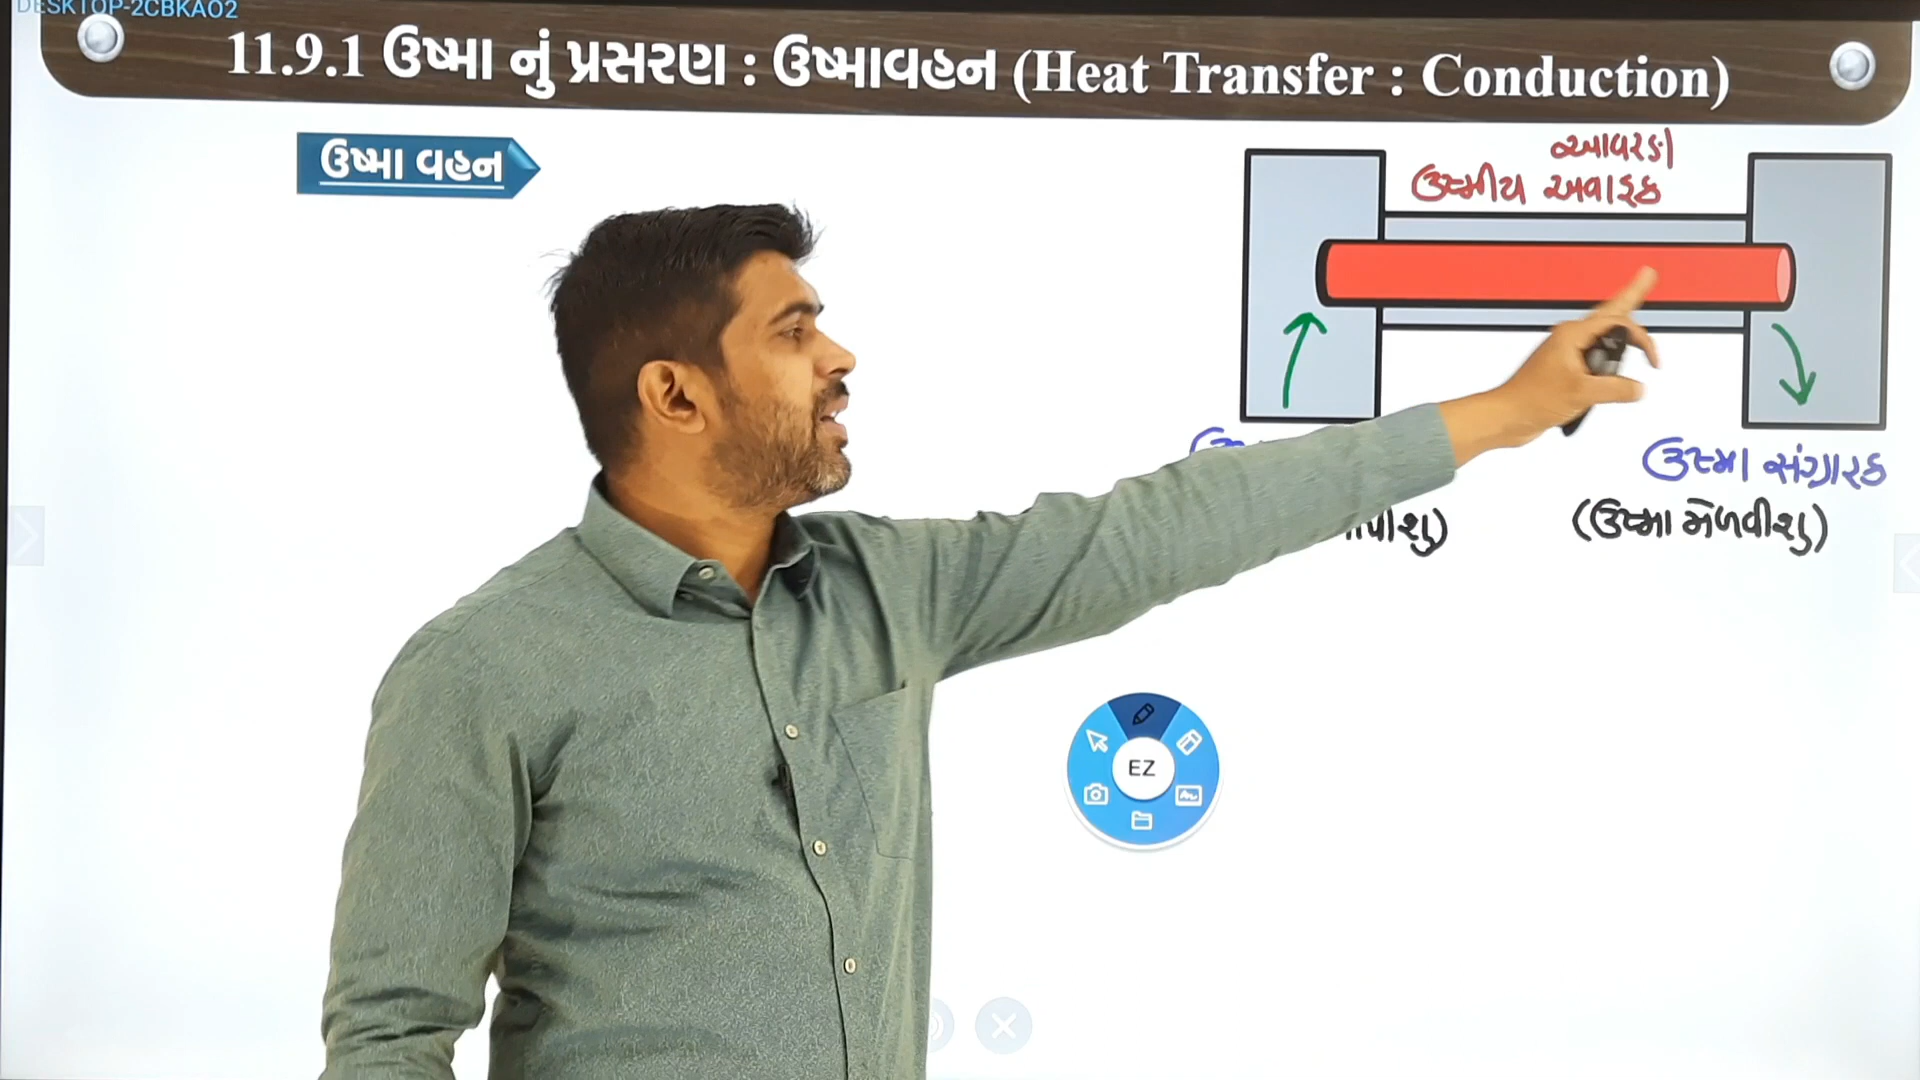 DESKTOP-2CBKAO2
11.9.1 ઉષ્મા નું પ્રસરણ : ઉષ્માવહન (Heat Transfer : Conduction)
ઉષ્મા વહન
આવરણ
ઉષ્મીય અવાહક
ઉષ્મા સંગ્રાહક
(ઉષ્મા મેળવીશુ)
EZ